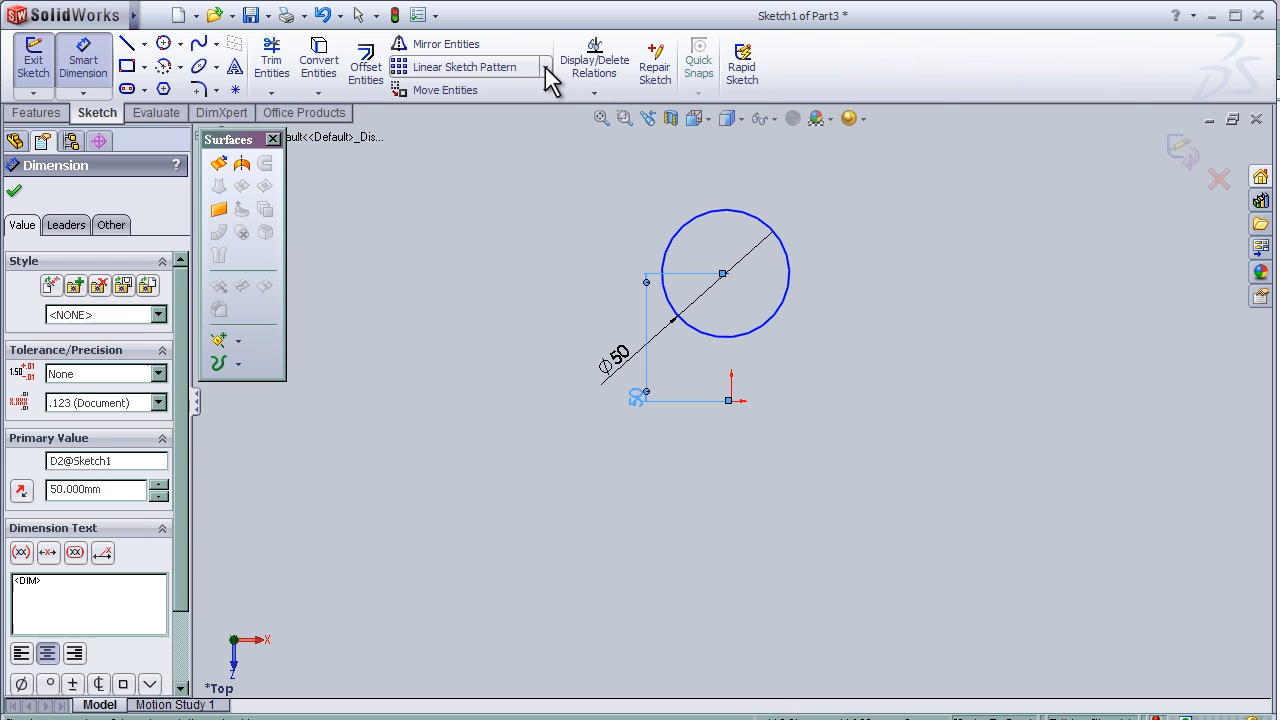 SolidWorks
Sketch1 of Part3 *
Exit Sketch
Smart Dimension
Trim Entities
Convert Entities
Offset Entities
Mirror Entities
Linear Sketch Pattern
Move Entities
Display/Delete Relations
Repair Sketch
Quick Snaps
Rapid Sketch
Features
Sketch
Evaluate
DimXpert
Office Products
Surfaces
ault<<Default>_Dis...
Dimension
?
Value
Leaders
Other
Style
<NONE>
Tolerance/Precision
None
.123 (Document)
Primary Value
D2@Sketch1
50.000mm
Dimension Text
<DIM>
∅50
50
X
Z
*Top
Model
Motion Study 1